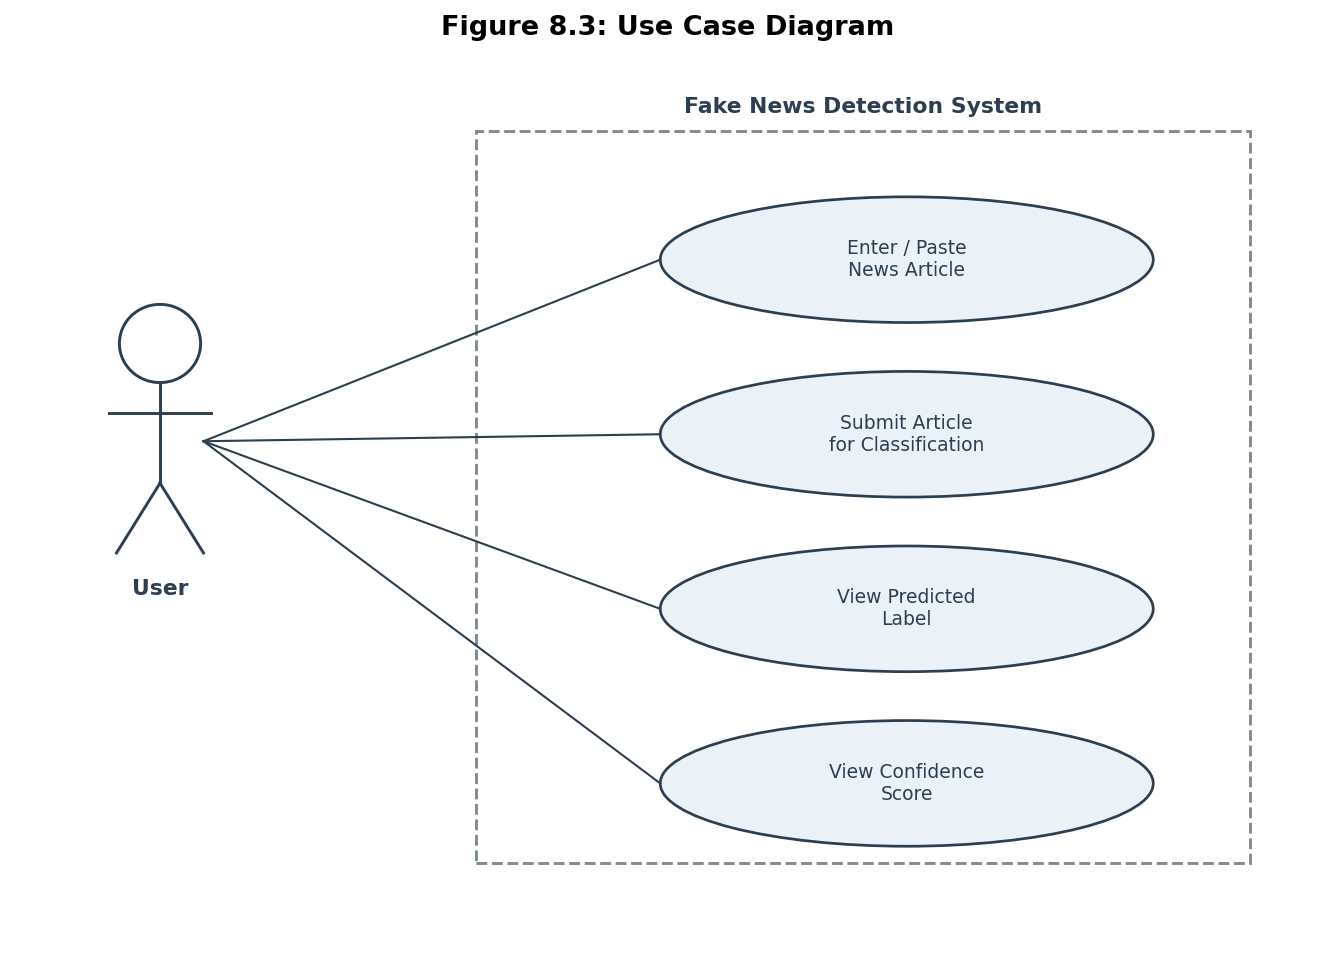 Figure 8.3: Use Case Diagram
Fake News Detection System
Enter / Paste
News Article
Submit Article
for Classification
User
View Predicted
Label
View Confidence
Score